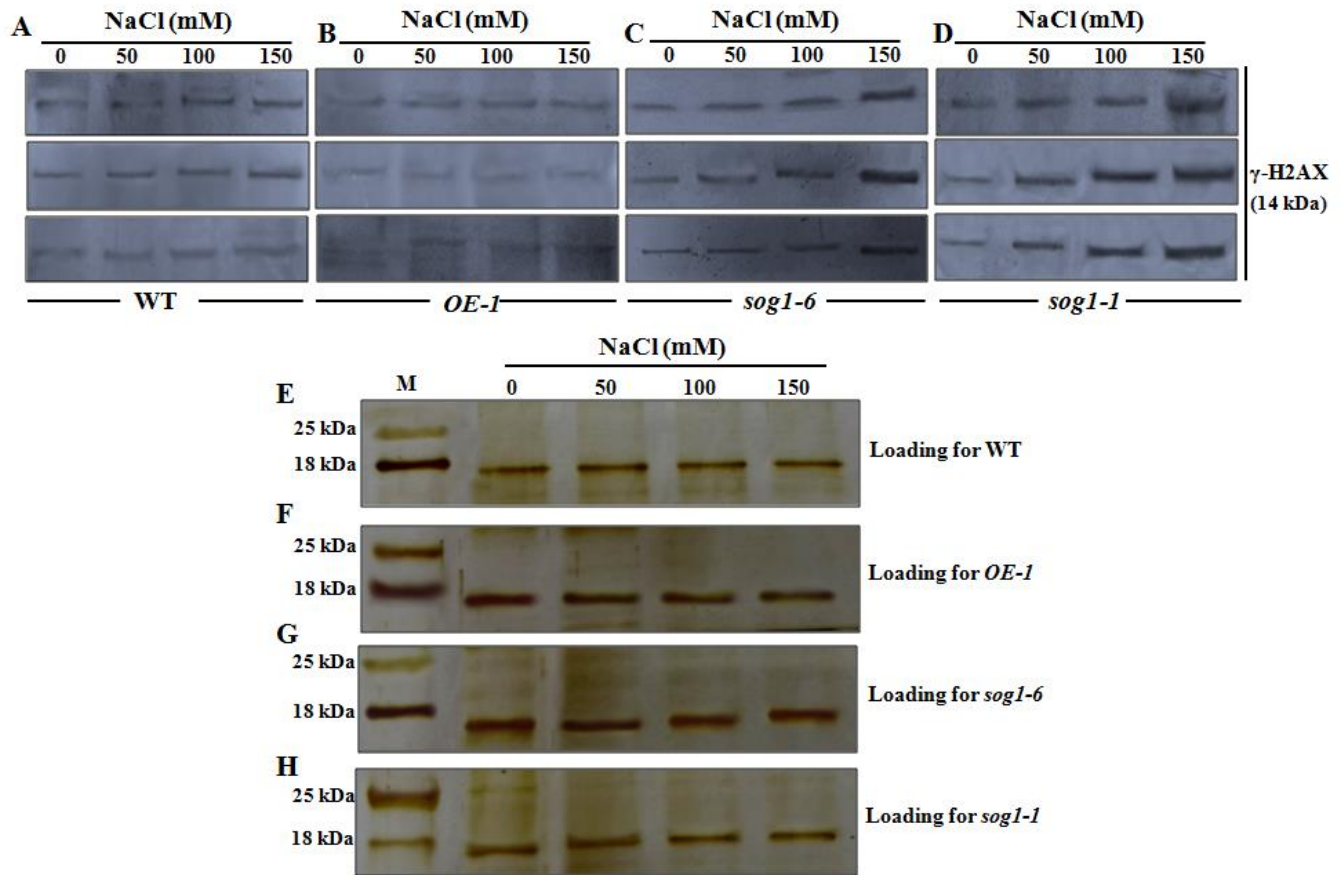 A NaCl (mM) B NaCl (mM) C NaCl (mM) D NaCl (mM)
0 50 100 150 0 50 100 150 0 50 100 150 0 50 100 150
γ-H2AX
(14 kDa)
WT OE-1 sog1-6 sog1-1
NaCl (mM)
M 0 50 100 150
E
25 kDa
18 kDa
Loading for WT
F
25 kDa
18 kDa
Loading for OE-1
G
25 kDa
18 kDa
Loading for sog1-6
H
25 kDa
18 kDa
Loading for sog1-1